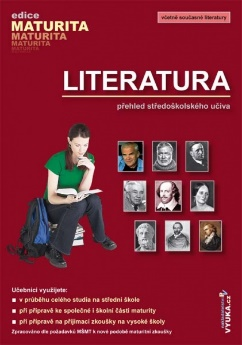 edice
MATURITA
MATURITA
MATURITA
MATURITA
včetně současné literatury
LITERATURA
přehled středoškolského učiva
Učebnici využijete:
v průběhu celého studia na střední škole
při přípravě ke společné i školní části maturity
při přípravě na přijímací zkoušky na vysoké školy
Zpracováno dle požadavků MŠMT k nové podobě maturitní zkoušky
VYUKA.cz